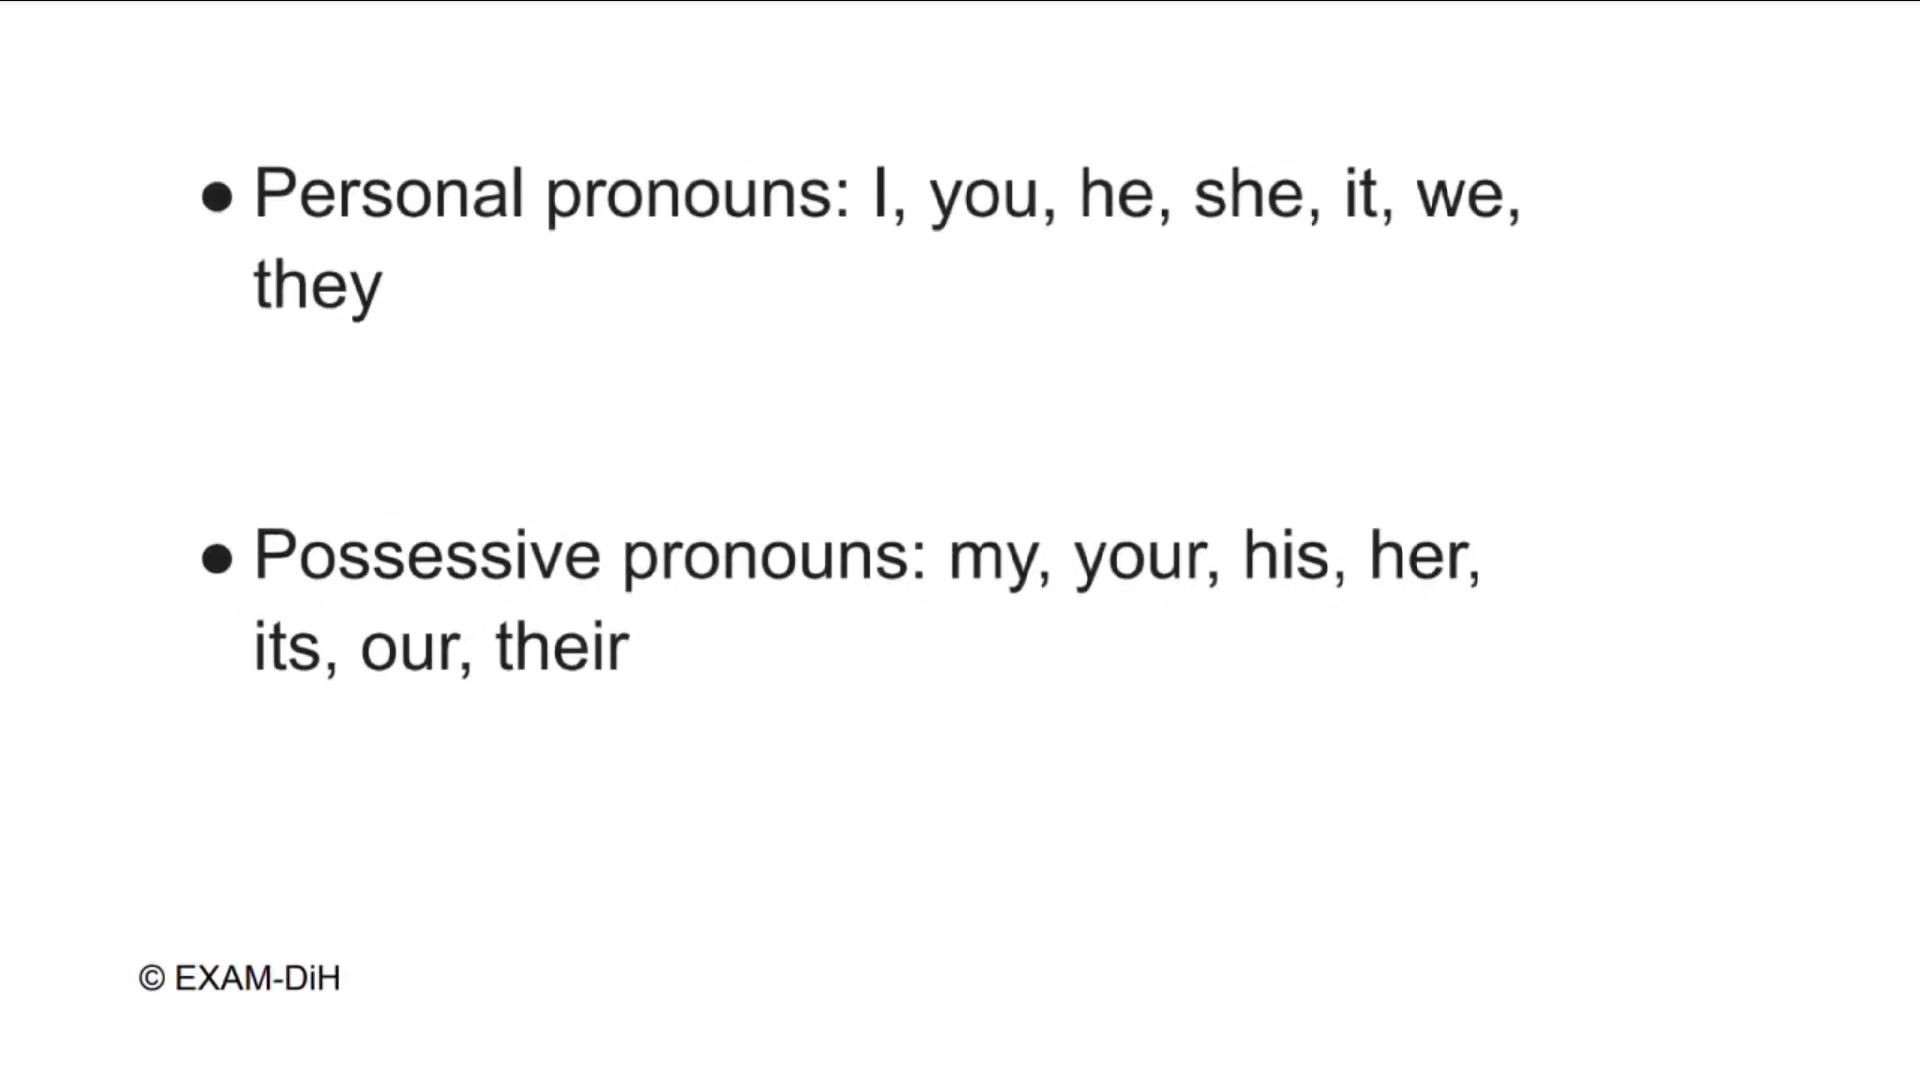 ● Personal pronouns: I, you, he, she, it, we,
they
● Possessive pronouns: my, your, his, her,
its, our, their
© EXAM-DiH